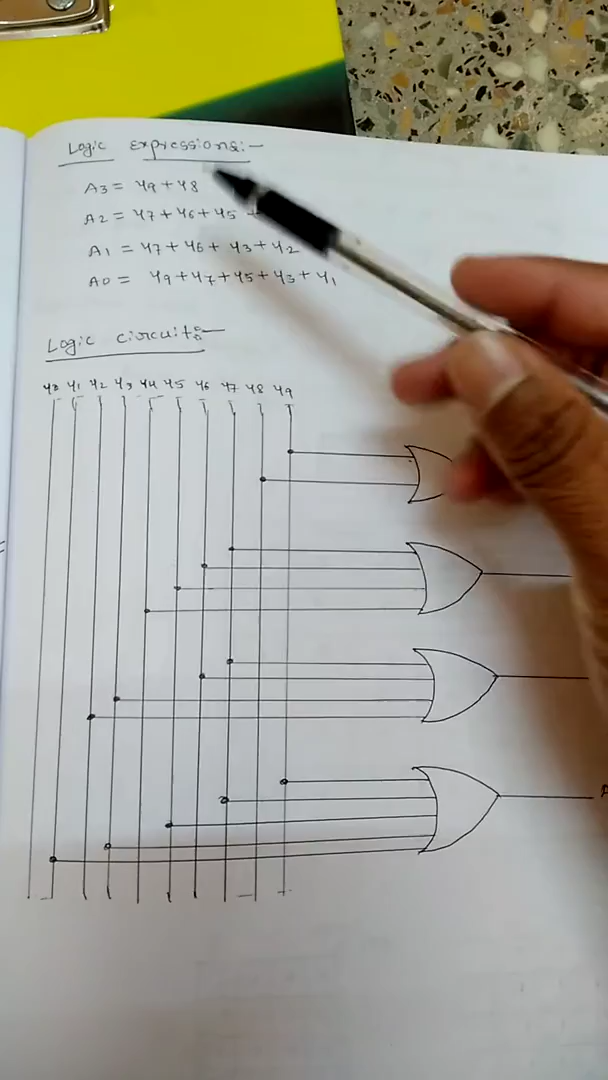 Logic Expressions:-
A3 = Y9+Y8
A2 = Y7+Y6+Y5 +
A1 = Y7+Y6+ Y3+Y2
A0 = Y9+Y7+Y5+Y3+Y1
Logic circuit:-
Y0 Y1 Y2 Y3 Y4 Y5 Y6 Y7 Y8 Y9